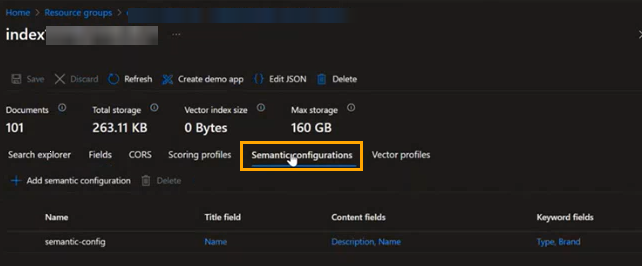 Home > Resource groups >
index
Save Discard Refresh Create demo app Edit JSON Delete
Documents Total storage Vector index size Max storage
101 263.11 KB 0 Bytes 160 GB
Search explorer Fields CORS Scoring profiles Semantic configurations Vector profiles
Add semantic configuration Delete
Name Title field Content fields Keyword fields
semantic-config Name Description, Name Type, Brand